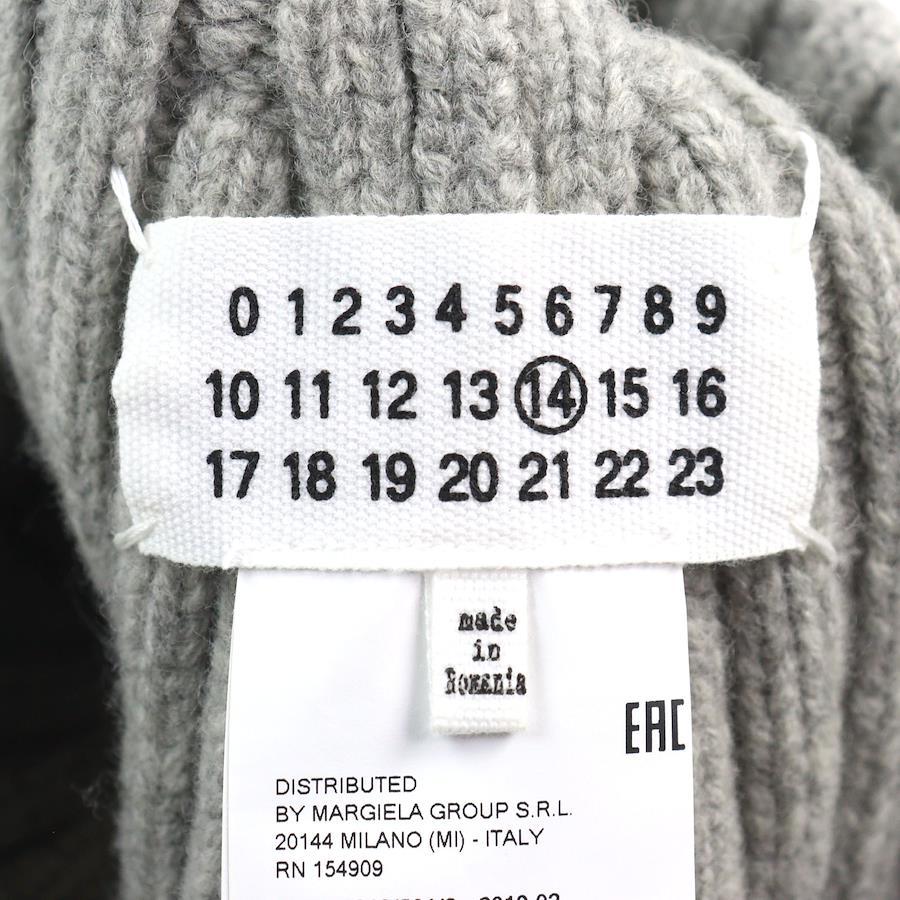 0 1 2 3 4 5 6 7 8 9
10 11 12 13 14 15 16
17 18 19 20 21 22 23
made
in
Romania
EAC
DISTRIBUTED
BY MARGIELA GROUP S.R.L.
20144 MILANO (MI) - ITALY
RN 154909